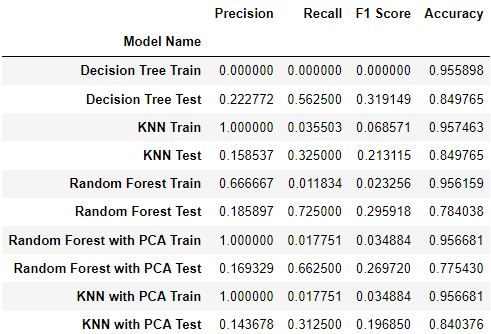 Precision Recall F1 Score Accuracy
Model Name
Decision Tree Train 0.000000 0.000000 0.000000 0.955898
Decision Tree Test 0.222772 0.562500 0.319149 0.849765
KNN Train 1.000000 0.035503 0.068571 0.957463
KNN Test 0.158537 0.325000 0.213115 0.849765
Random Forest Train 0.666667 0.011834 0.023256 0.956159
Random Forest Test 0.185897 0.725000 0.295918 0.784038
Random Forest with PCA Train 1.000000 0.017751 0.034884 0.956681
Random Forest with PCA Test 0.169329 0.662500 0.269720 0.775430
KNN with PCA Train 1.000000 0.017751 0.034884 0.956681
KNN with PCA Test 0.143678 0.312500 0.196850 0.840376